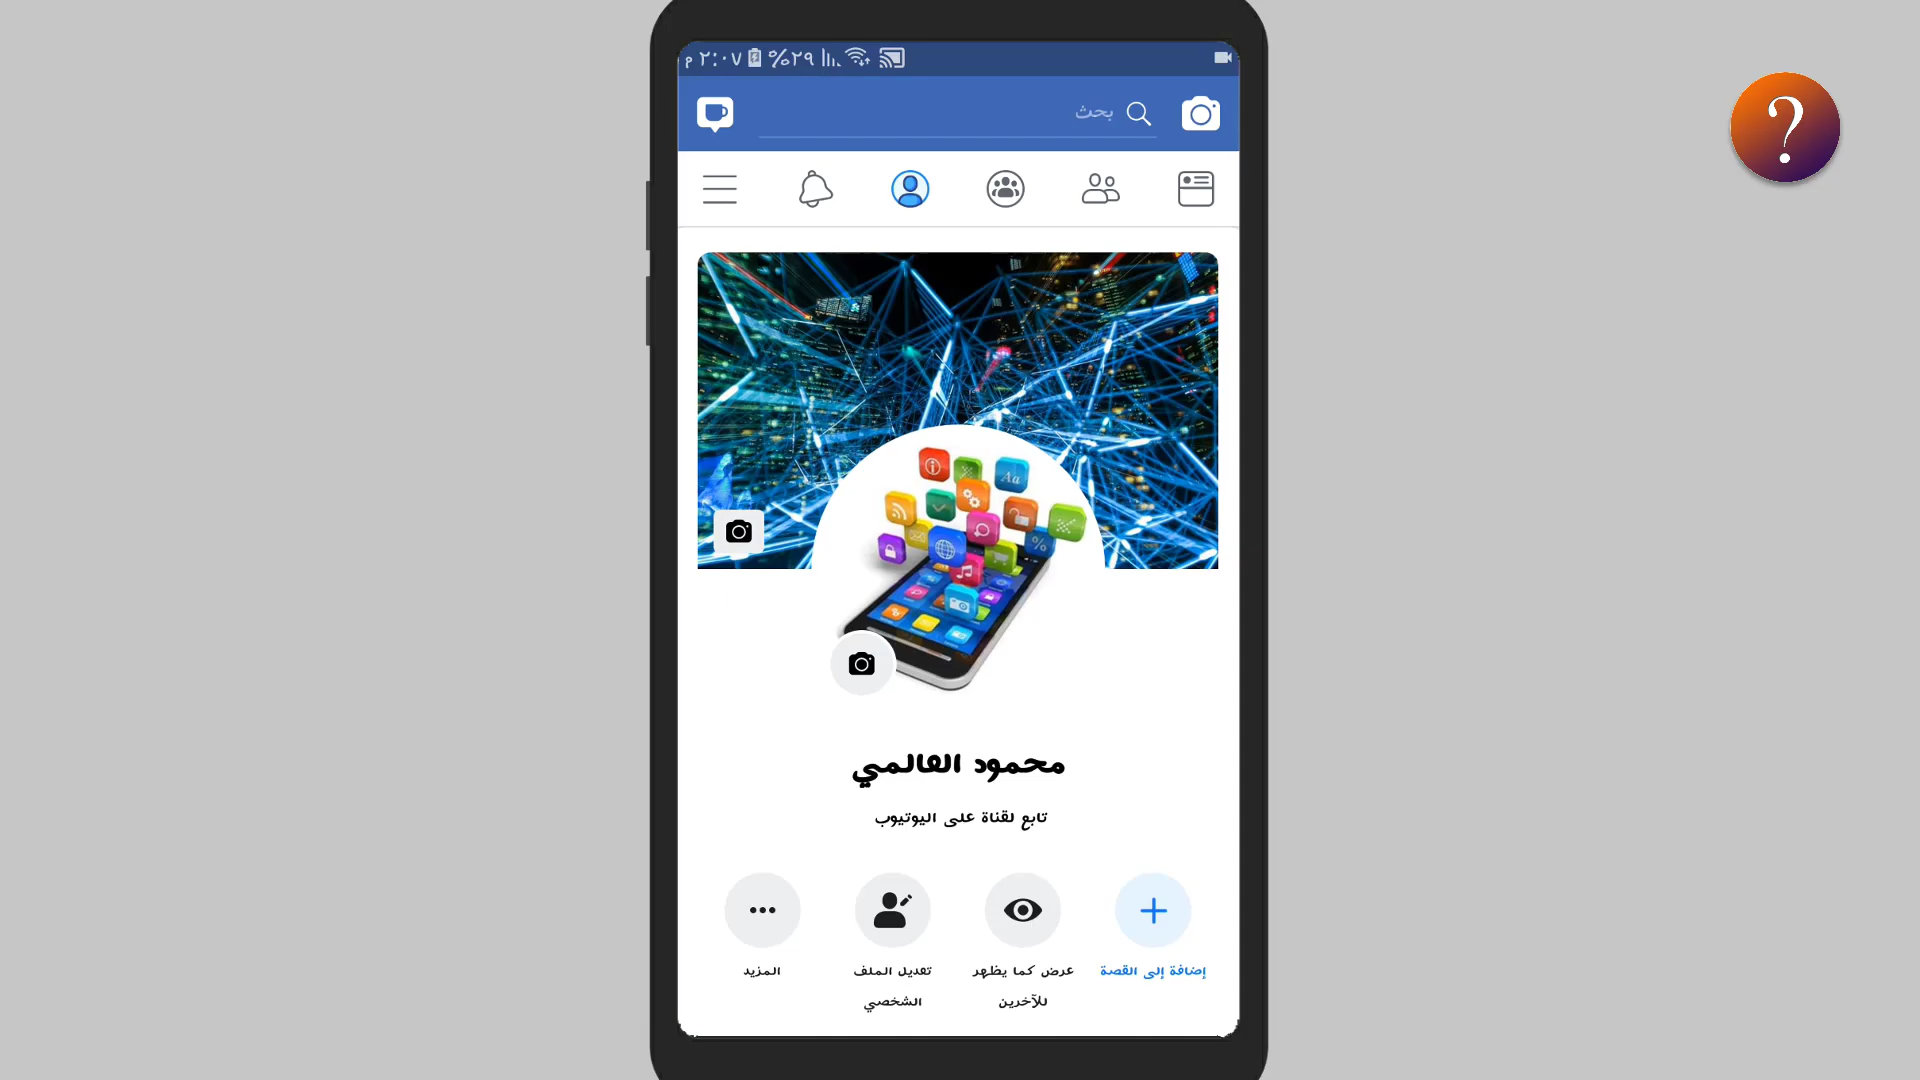 م ٢:٠٧ %٢٩
بحث
Aa
%
محمود العالمي
تابع لقناة على اليوتيوب
إضافة إلى القصة
عرض كما يظهر
للآخرين
تعديل الملف
الشخصي
المزيد
?